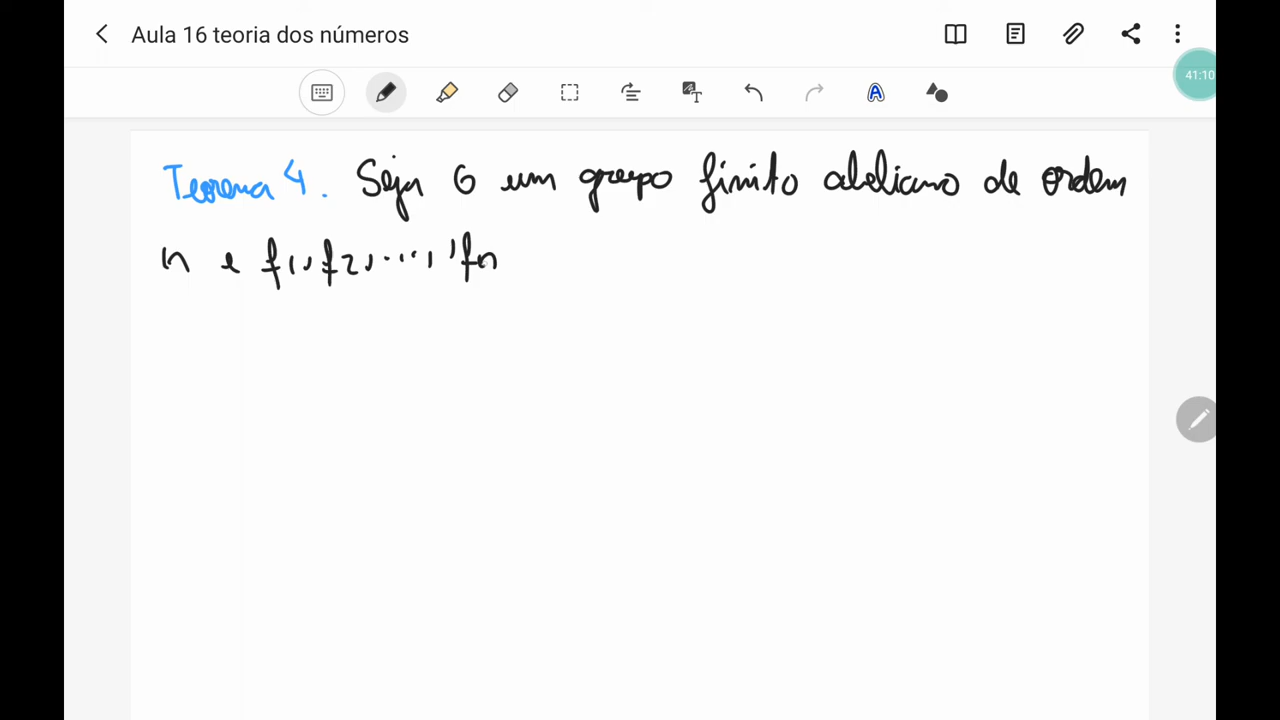 Aula 16 teoria dos números
41:10
Teorema 4. Seja G um grupo finito abeliano de ordem
n e f1, f2, ...., fn